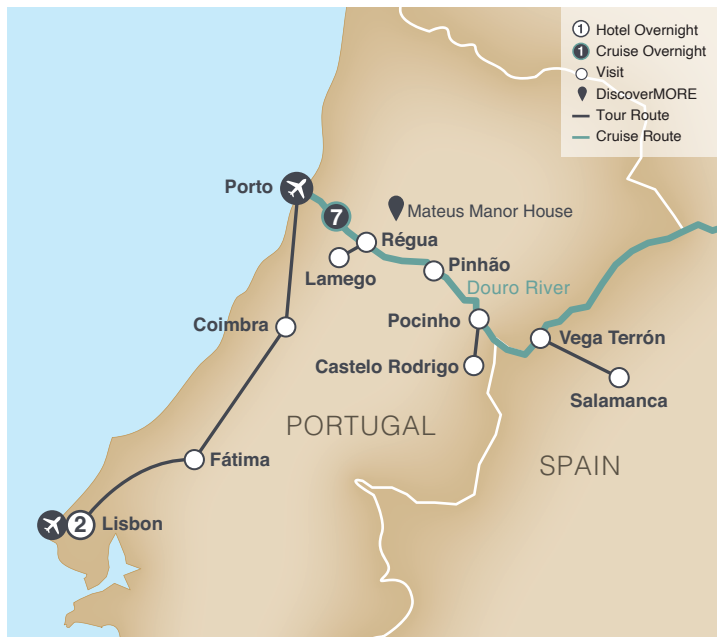 1 Hotel Overnight
1 Cruise Overnight
Visit
DiscoverMORE
Tour Route
Cruise Route
Porto
7
Mateus Manor House
Régua
Lamego
Pinhão
Douro River
Coimbra
Pocinho
Vega Terrón
Castelo Rodrigo
Salamanca
PORTUGAL
Fátima
SPAIN
2 Lisbon